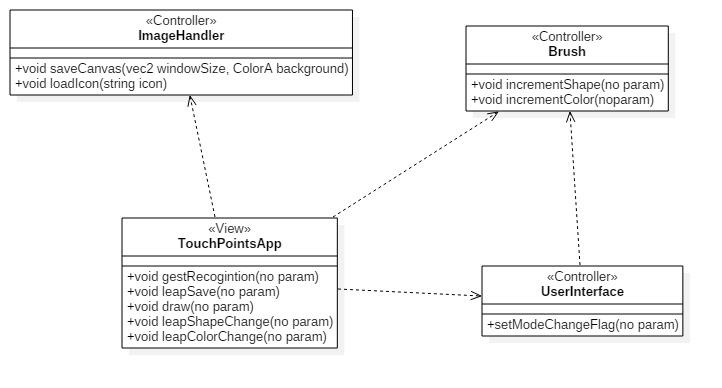 «Controller»
ImageHandler
+void saveCanvas(vec2 windowSize, ColorA background)
+void loadIcon(string icon)
«Controller»
Brush
+void incrementShape(no param)
+void incrementColor(noparam)
«View»
TouchPointsApp
+void gestRecogintion(no param)
+void leapSave(no param)
+void draw(no param)
+void leapShapeChange(no param)
+void leapColorChange(no param)
«Controller»
UserInterface
+setModeChangeFlag(no param)